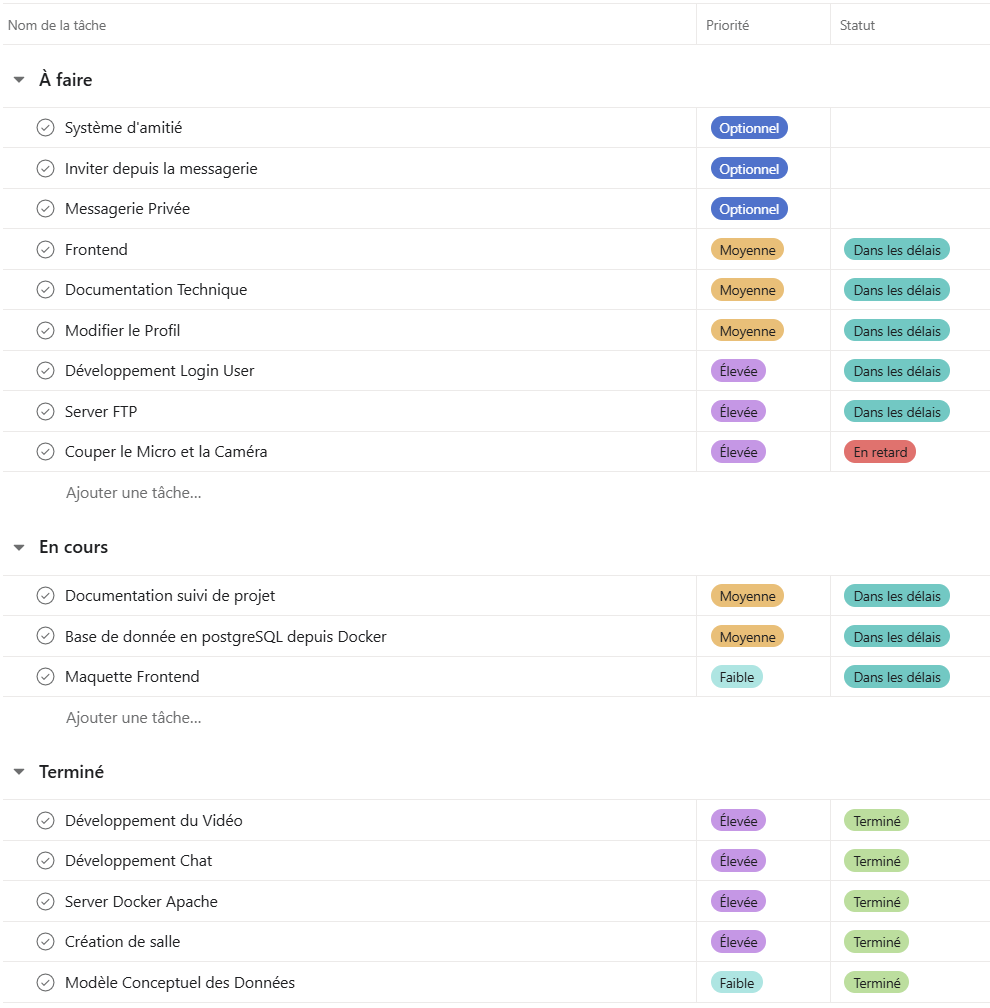 Nom de la tâche Priorité Statut
À faire
Système d'amitié Optionnel
Inviter depuis la messagerie Optionnel
Messagerie Privée Optionnel
Frontend Moyenne Dans les délais
Documentation Technique Moyenne Dans les délais
Modifier le Profil Moyenne Dans les délais
Développement Login User Élevée Dans les délais
Server FTP Élevée Dans les délais
Couper le Micro et la Caméra Élevée En retard
Ajouter une tâche...
En cours
Documentation suivi de projet Moyenne Dans les délais
Base de donnée en postgreSQL depuis Docker Moyenne Dans les délais
Maquette Frontend Faible Dans les délais
Ajouter une tâche...
Terminé
Développement du Vidéo Élevée Terminé
Développement Chat Élevée Terminé
Server Docker Apache Élevée Terminé
Création de salle Élevée Terminé
Modèle Conceptuel des Données Faible Terminé